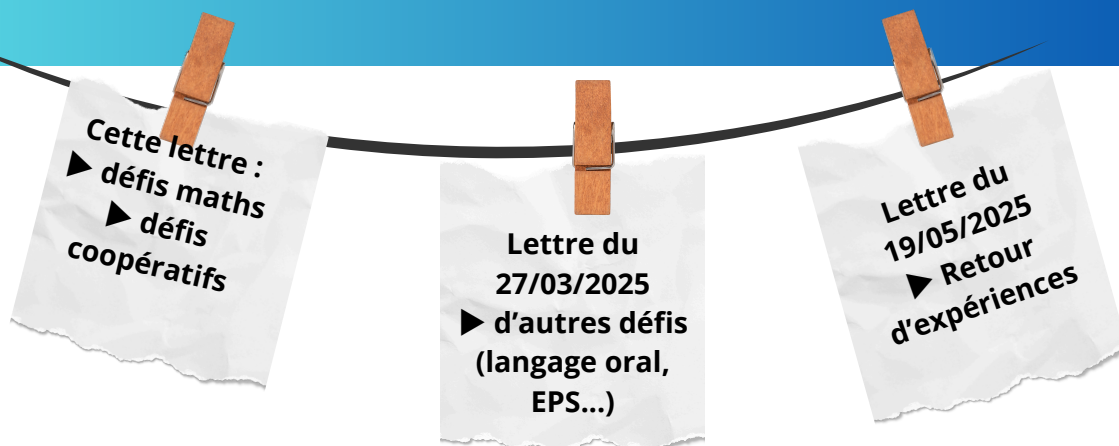 Cette lettre :
▶ défis maths
▶ défis
coopératifs
Lettre du
27/03/2025
▶ d’autres défis
(langage oral,
EPS...)
Lettre du
19/05/2025
▶ Retour
d’expériences